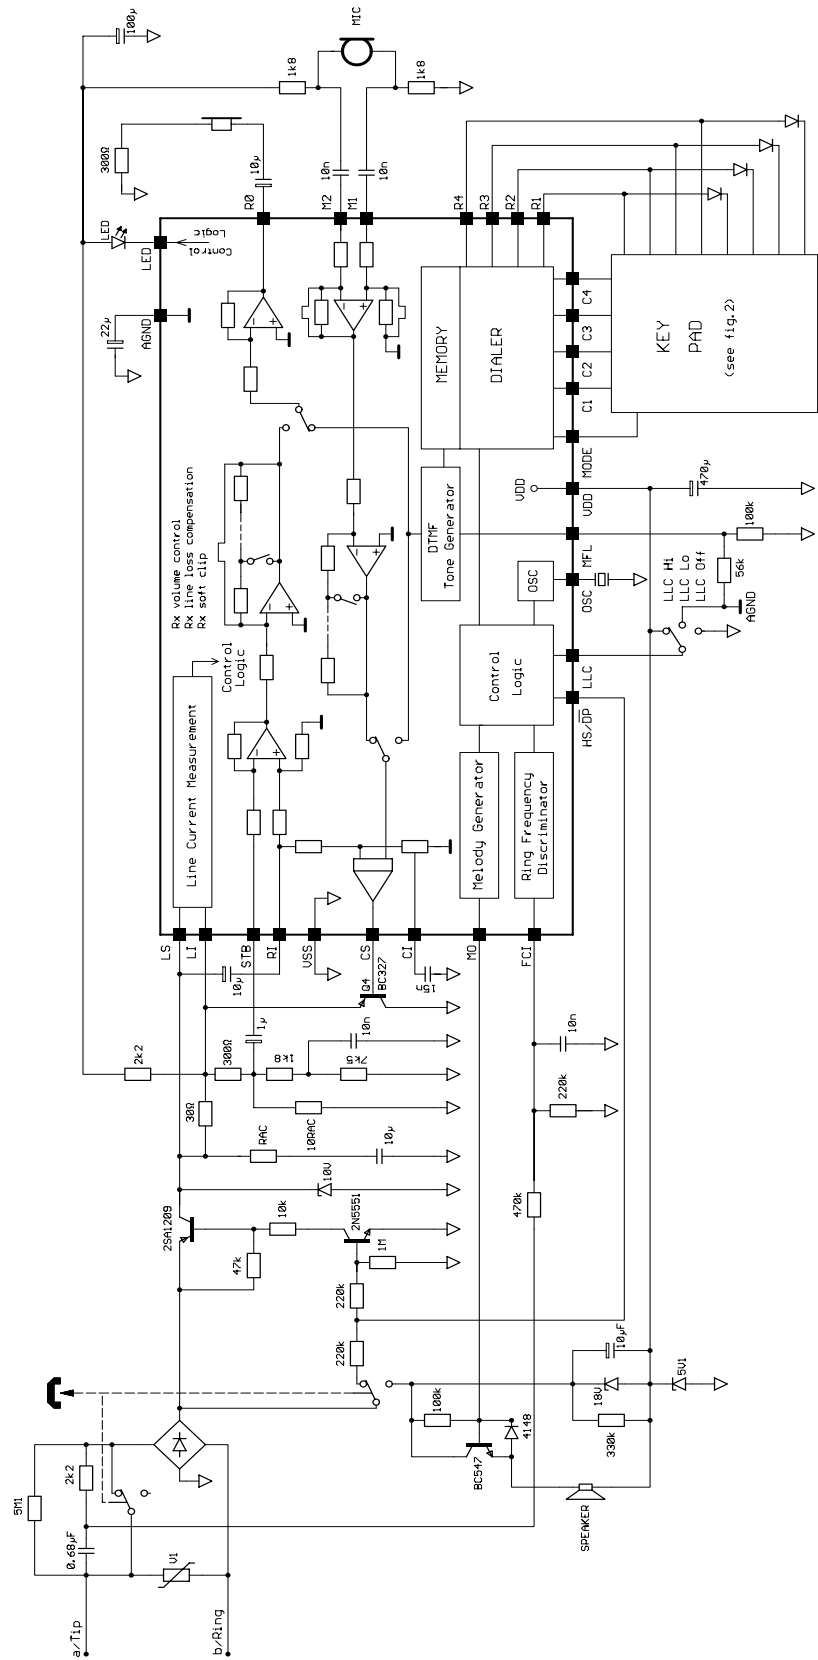 a/Tip
b/Ring
5M1
0.68µF
2k2
V1
2SA1209
47k
10k
2N5551
1M
220k
220k
100k
4148
BC547
SPEAKER
18V
330k
10µF
5V1
470k
220k
10n
10V
RAC
10RAC
10µ
30Ω
300Ω
1k8
7k5
10n
1µ
2k2
10µ
Q4
BC327
15n
LS
LI
STB
RI
VSS
CS
CI
MO
FCI
Line Current Measurement
Control
Logic
Rx volume control
Rx line loss compensation
Rx soft clip
Melody Generator
Ring Frequency
Discriminator
Control
Logic
OSC
DTMF
Tone Generator
MEMORY
DIALER
VDD
HS/DP
LLC
OSC
MFL
VDD
MODE
C1
C2
C3
C4
LLC Hi
LLC Lo
LLC Off
AGND
56k
100k
470µ
KEY
PAD
(see fig.2)
AGND
22µ
LED
LED
Control
Logic
RO
M2
M1
R4
R3
R2
R1
300Ω
10µ
10n
10n
1k8
1k8
MIC
100µ